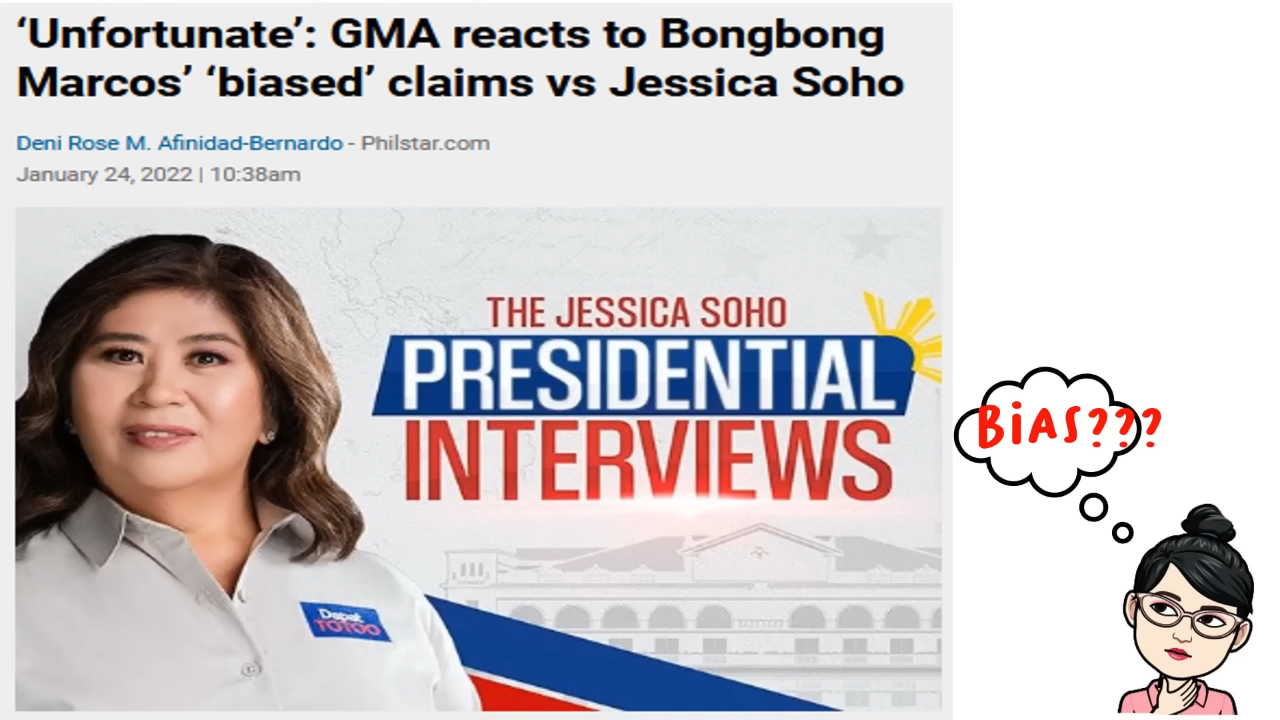 ‘Unfortunate’: GMA reacts to Bongbong
Marcos’ ‘biased’ claims vs Jessica Soho
Deni Rose M. Afinidad-Bernardo - Philstar.com
January 24, 2022 | 10:38am
THE JESSICA SOHO
PRESIDENTIAL
INTERVIEWS
Dapat
TOTOO
BiAS???